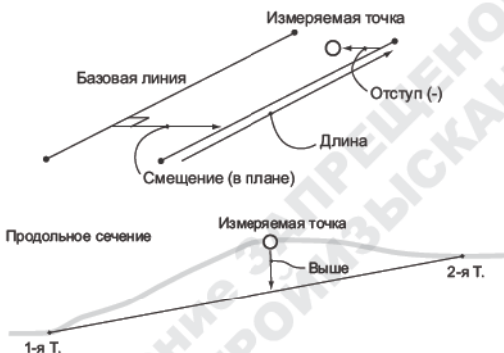 Измеряемая точка
Базовая линия
Отступ (-)
Длина
Смещение (в плане)
Продольное сечение
Измеряемая точка
Выше
2-я Т.
1-я Т.